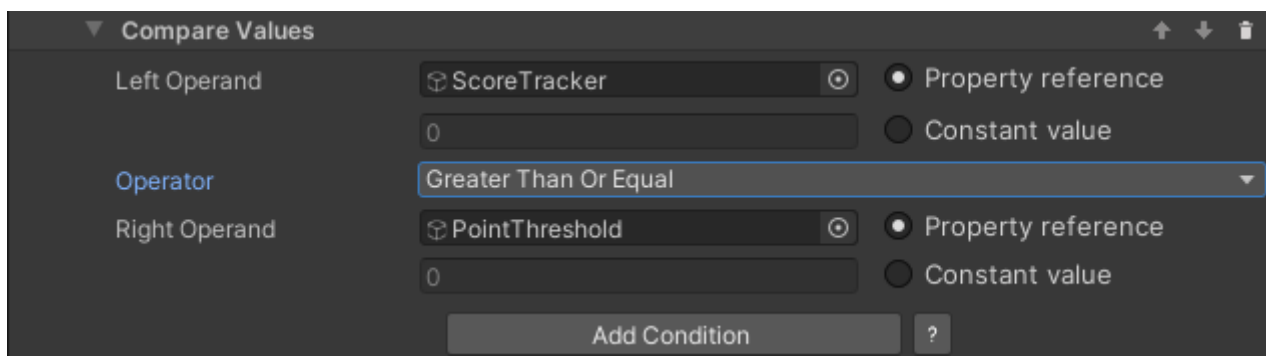 Compare Values
Left Operand ScoreTracker Property reference
0 Constant value
Operator Greater Than Or Equal
Right Operand PointThreshold Property reference
0 Constant value
Add Condition ?